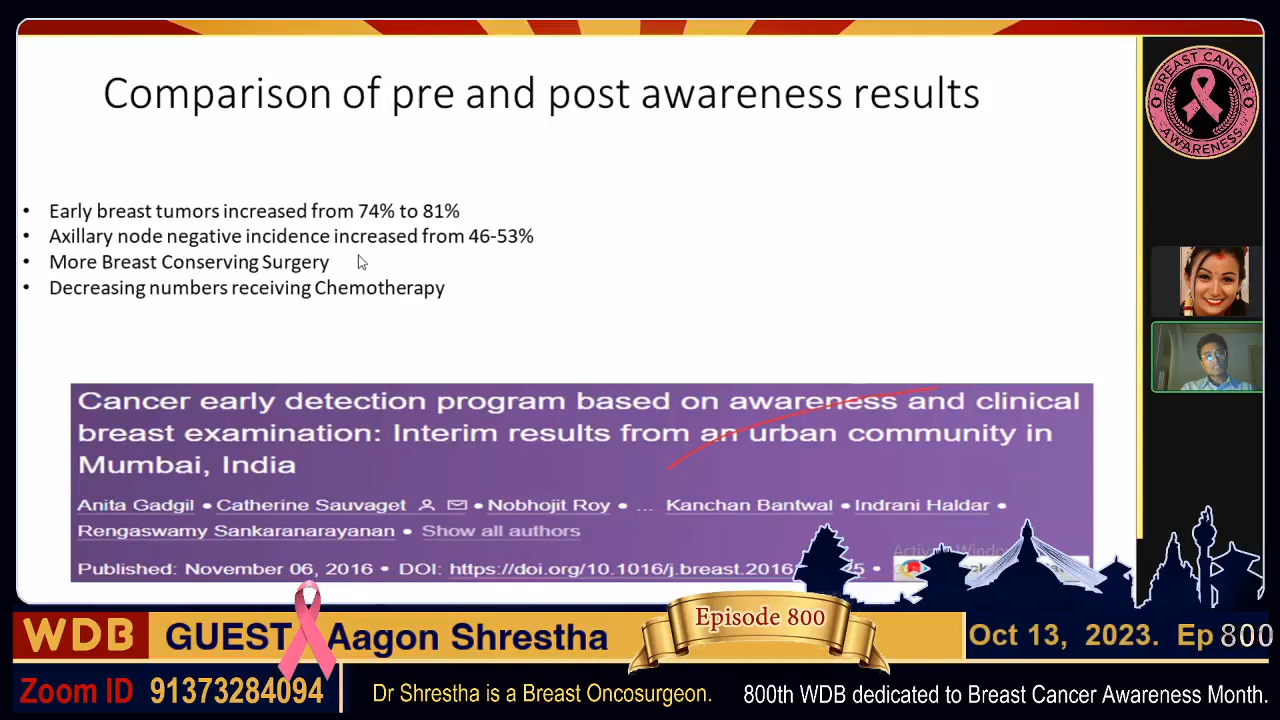 Comparison of pre and post awareness results
• Early breast tumors increased from 74% to 81%
• Axillary node negative incidence increased from 46-53%
• More Breast Conserving Surgery
• Decreasing numbers receiving Chemotherapy
Cancer early detection program based on awareness and clinical
breast examination: Interim results from an urban community in
Mumbai, India
Anita Gadgil • Catherine Sauvaget • Nobhojit Roy • ... Kanchan Bantwal • Indrani Haldar •
Rengaswamy Sankaranarayanan • Show all authors
Published: November 06, 2016 • DOI: https://doi.org/10.1016/j.breast.2016
BREAST CANCER
AWARENESS
WDB GUEST Aagon Shrestha
Episode 800
Oct 13, 2023. Ep 800
Zoom ID 91373284094
Dr Shrestha is a Breast Oncosurgeon.
800th WDB dedicated to Breast Cancer Awareness Month.